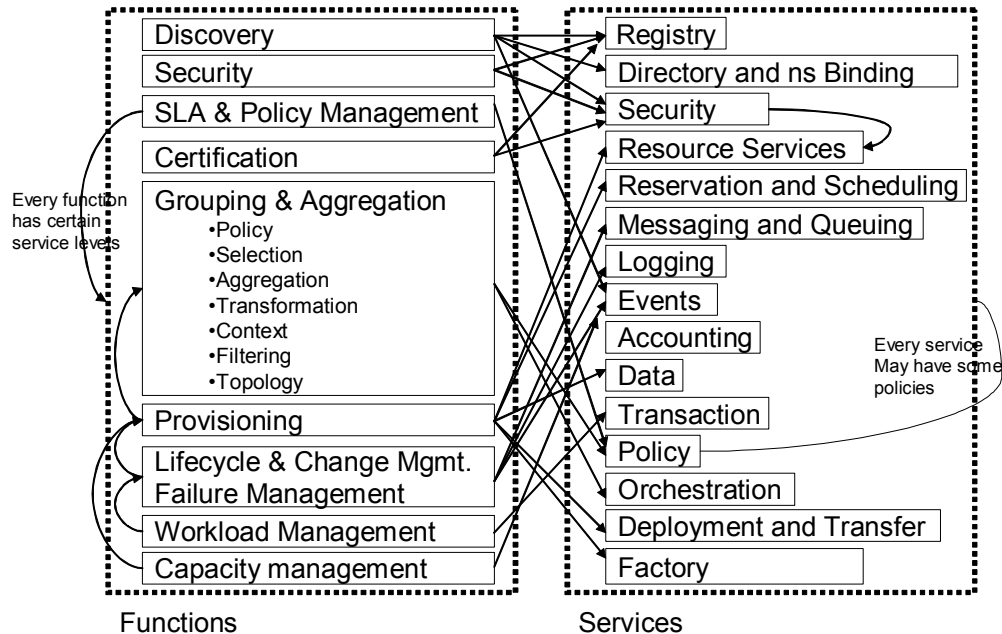 Discovery
Security
SLA & Policy Management
Certification
Grouping & Aggregation
•Policy
•Selection
•Aggregation
•Transformation
•Context
•Filtering
•Topology
Provisioning
Lifecycle & Change Mgmt.
Failure Management
Workload Management
Capacity management
Every function
has certain
service levels
Functions
Registry
Directory and ns Binding
Security
Resource Services
Reservation and Scheduling
Messaging and Queuing
Logging
Events
Accounting
Data
Transaction
Policy
Orchestration
Deployment and Transfer
Factory
Every service
May have some
policies
Services